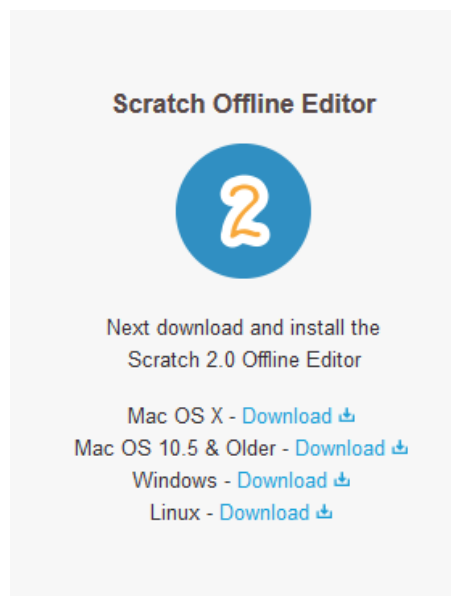 Scratch Offline Editor
2
Next download and install the
Scratch 2.0 Offline Editor
Mac OS X - Download
Mac OS 10.5 & Older - Download
Windows - Download
Linux - Download